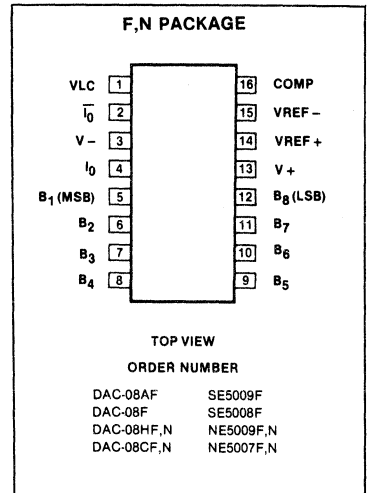 F,N PACKAGE
VLC 1 16 COMP
I̅0 2 15 VREF –
V – 3 14 VREF +
I0 4 13 V +
B1 (MSB) 5 12 B8 (LSB)
B2 6 11 B7
B3 7 10 B6
B4 8 9 B5
TOP VIEW
ORDER NUMBER
DAC-08AF SE5009F
DAC-08F SE5008F
DAC-08HF,N NE5009F,N
DAC-08CF,N NE5007F,N